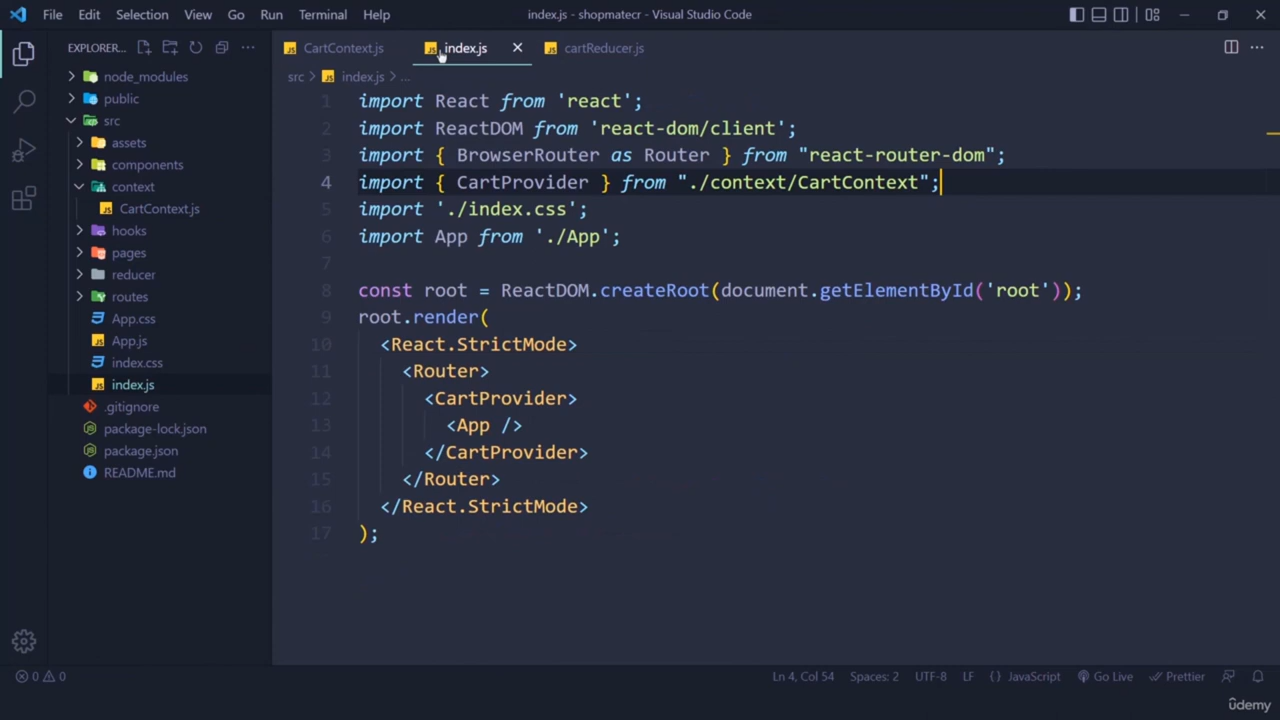 File Edit Selection View Go Run Terminal Help
index.js - shopmatecr - Visual Studio Code
EXPLORER...
CartContext.js index.js cartReducer.js
src > index.js > ...
node_modules
public
src
assets
components
context
CartContext.js
hooks
pages
reducer
routes
App.css
App.js
index.css
index.js
.gitignore
package-lock.json
package.json
README.md
1 import React from 'react';
2 import ReactDOM from 'react-dom/client';
3 import { BrowserRouter as Router } from "react-router-dom";
4 import { CartProvider } from "./context/CartContext";
5 import './index.css';
6 import App from './App';
7
8 const root = ReactDOM.createRoot(document.getElementById('root'));
9 root.render(
10 <React.StrictMode>
11 <Router>
12 <CartProvider>
13 <App />
14 </CartProvider>
15 </Router>
16 </React.StrictMode>
17 );
0 0 Ln 4, Col 54 Spaces: 2 UTF-8 LF {} JavaScript Go Live Prettier
ûdemy